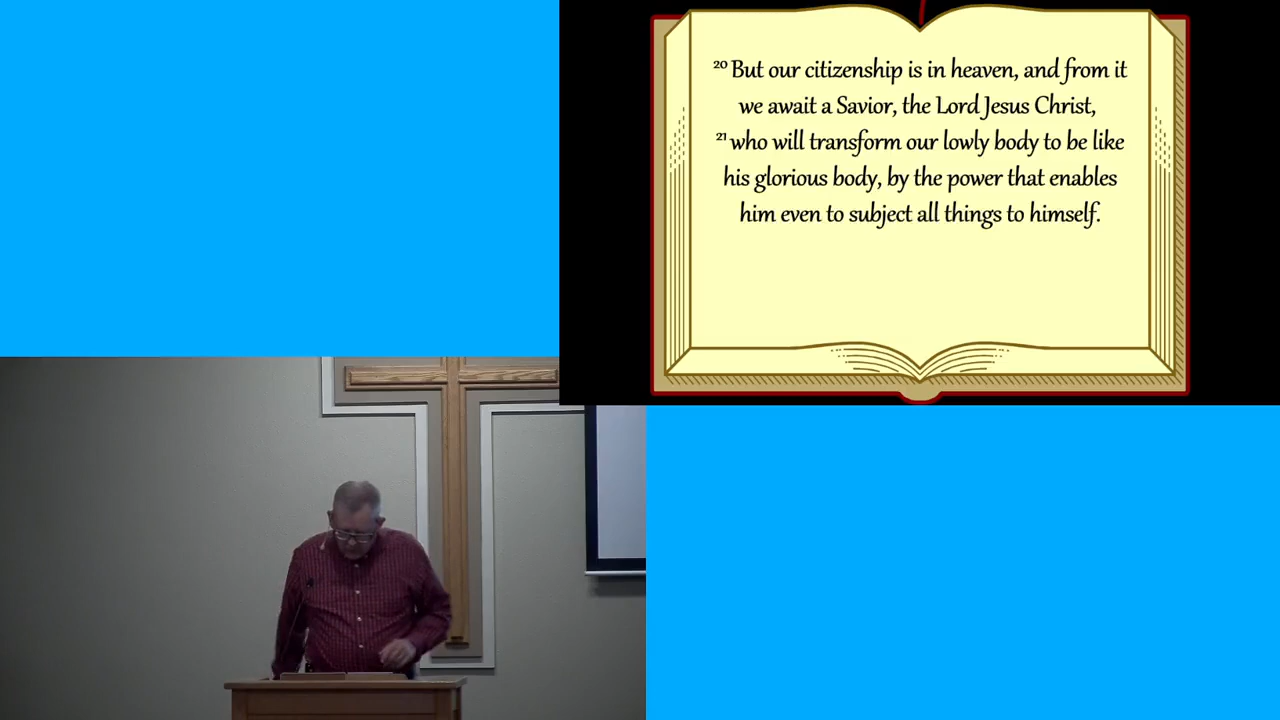 ²⁰ But our citizenship is in heaven, and from it
we await a Savior, the Lord Jesus Christ,
²¹ who will transform our lowly body to be like
his glorious body, by the power that enables
him even to subject all things to himself.